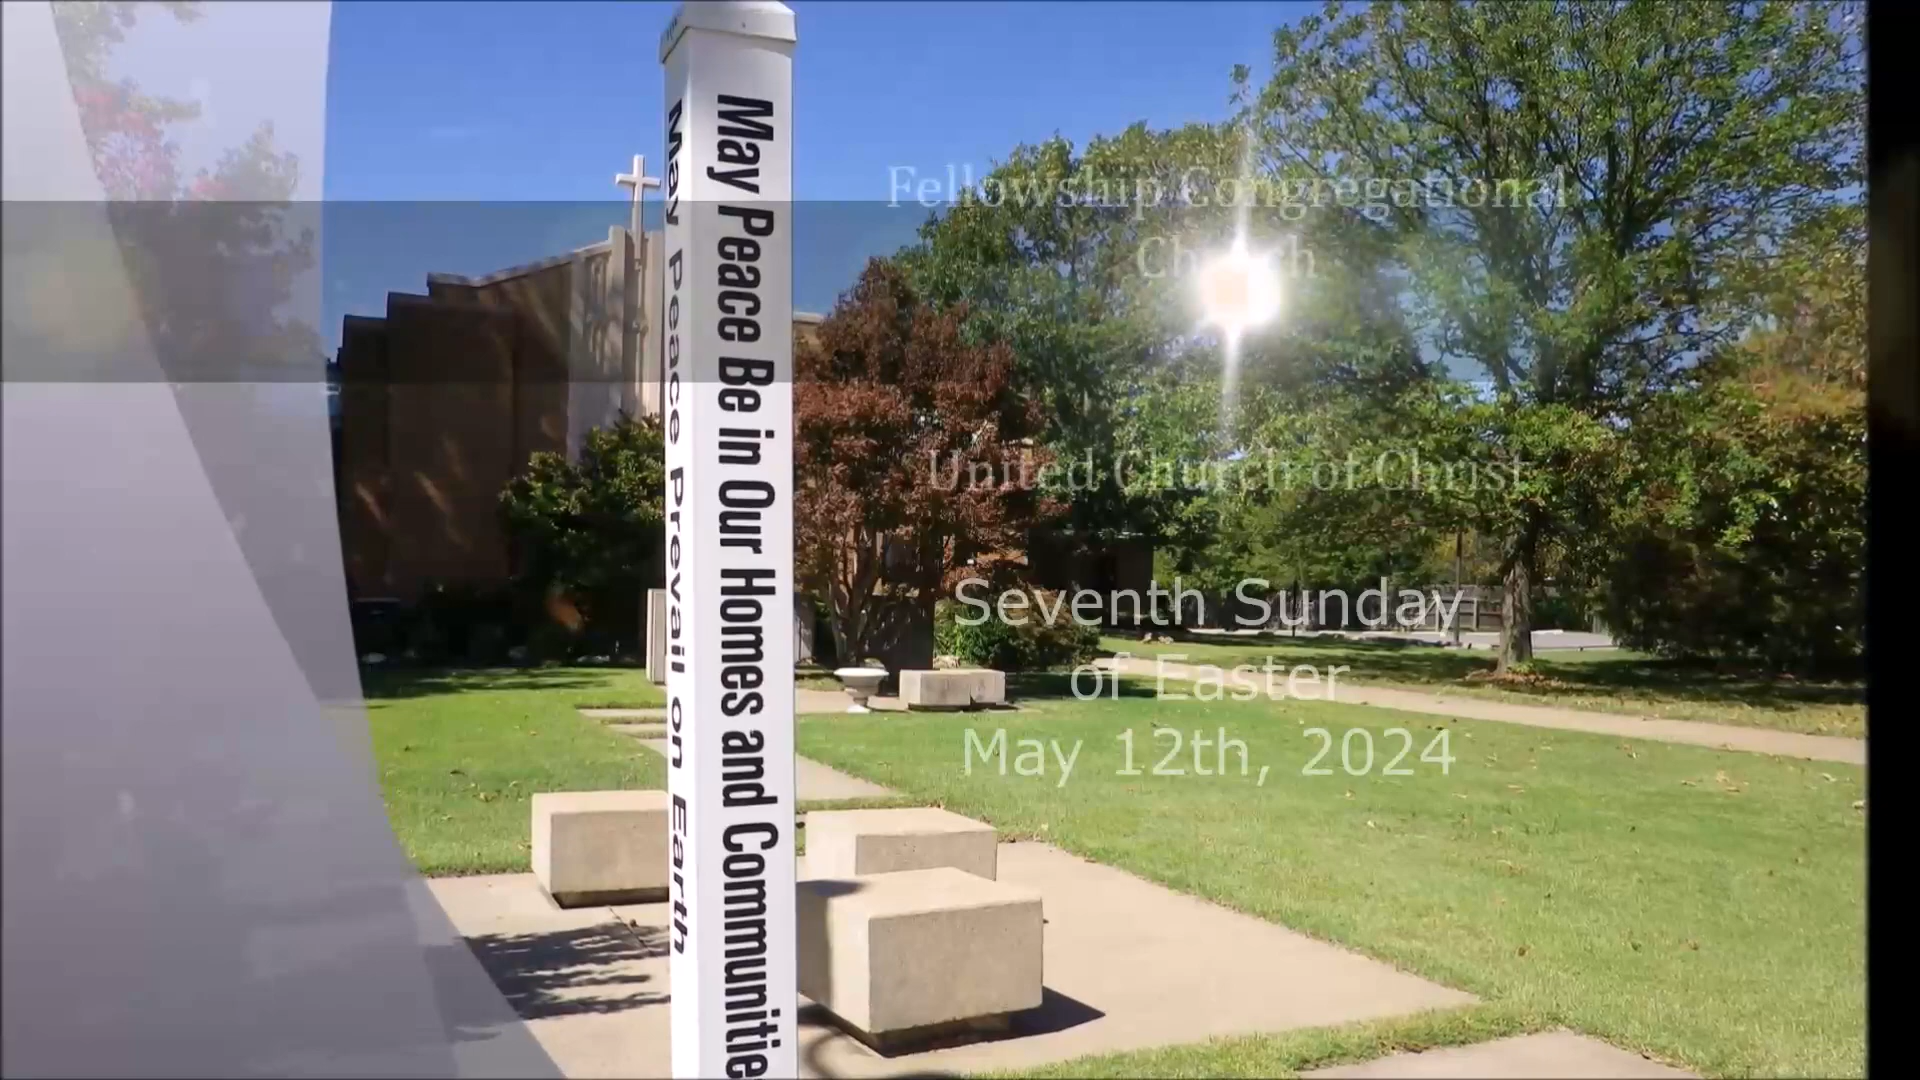 May Peace Prevail on Earth
May Peace Be in Our Homes and Communitie
Fellowship Congregational
Church
United Church of Christ
Seventh Sunday
of Easter
May 12th, 2024